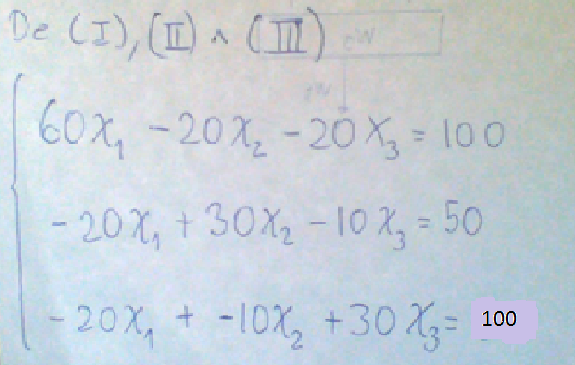 De (I), (II) ∧ (III)
60X₁ - 20X₂ - 20X₃ = 100
-20X₁ + 30X₂ - 10X₃ = 50
-20X₁ + -10X₂ + 30X₃ = 100